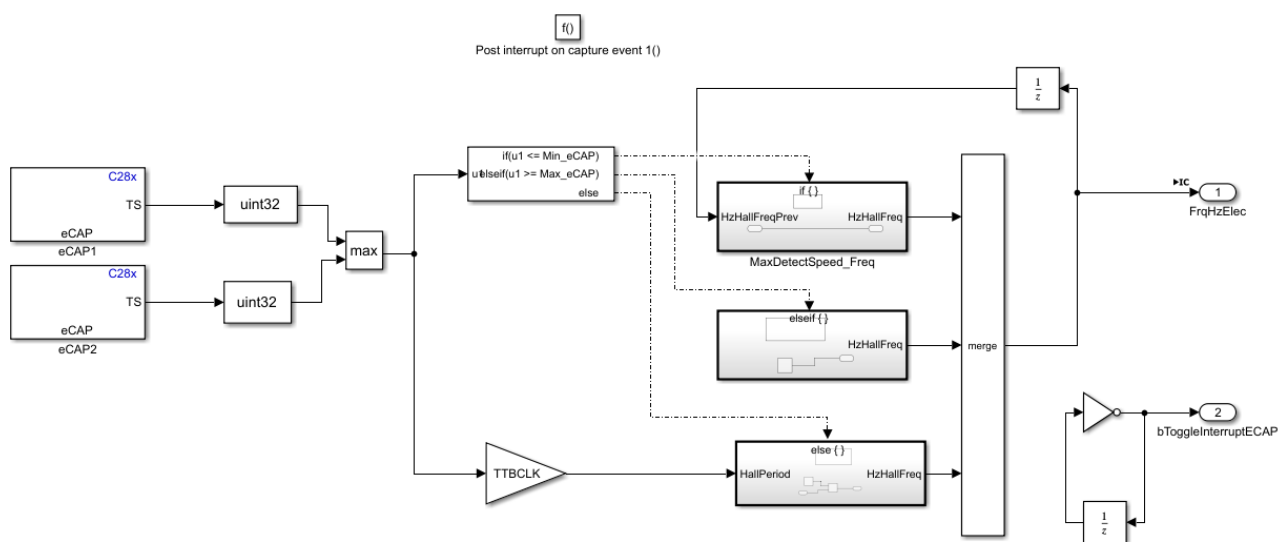 f()
Post interrupt on capture event 1()
1
z
if(u1 <= Min_eCAP)
u1
elseif(u1 >= Max_eCAP)
else
C28x
TS
eCAP
eCAP1
uint32
max
C28x
TS
eCAP
eCAP2
uint32
if { }
HzHallFreqPrev
HzHallFreq
MaxDetectSpeed_Freq
IC
1
FrqHzElec
elseif { }
HzHallFreq
merge
TTBCLK
else { }
HallPeriod
HzHallFreq
2
bToggleInterruptECAP
1
z